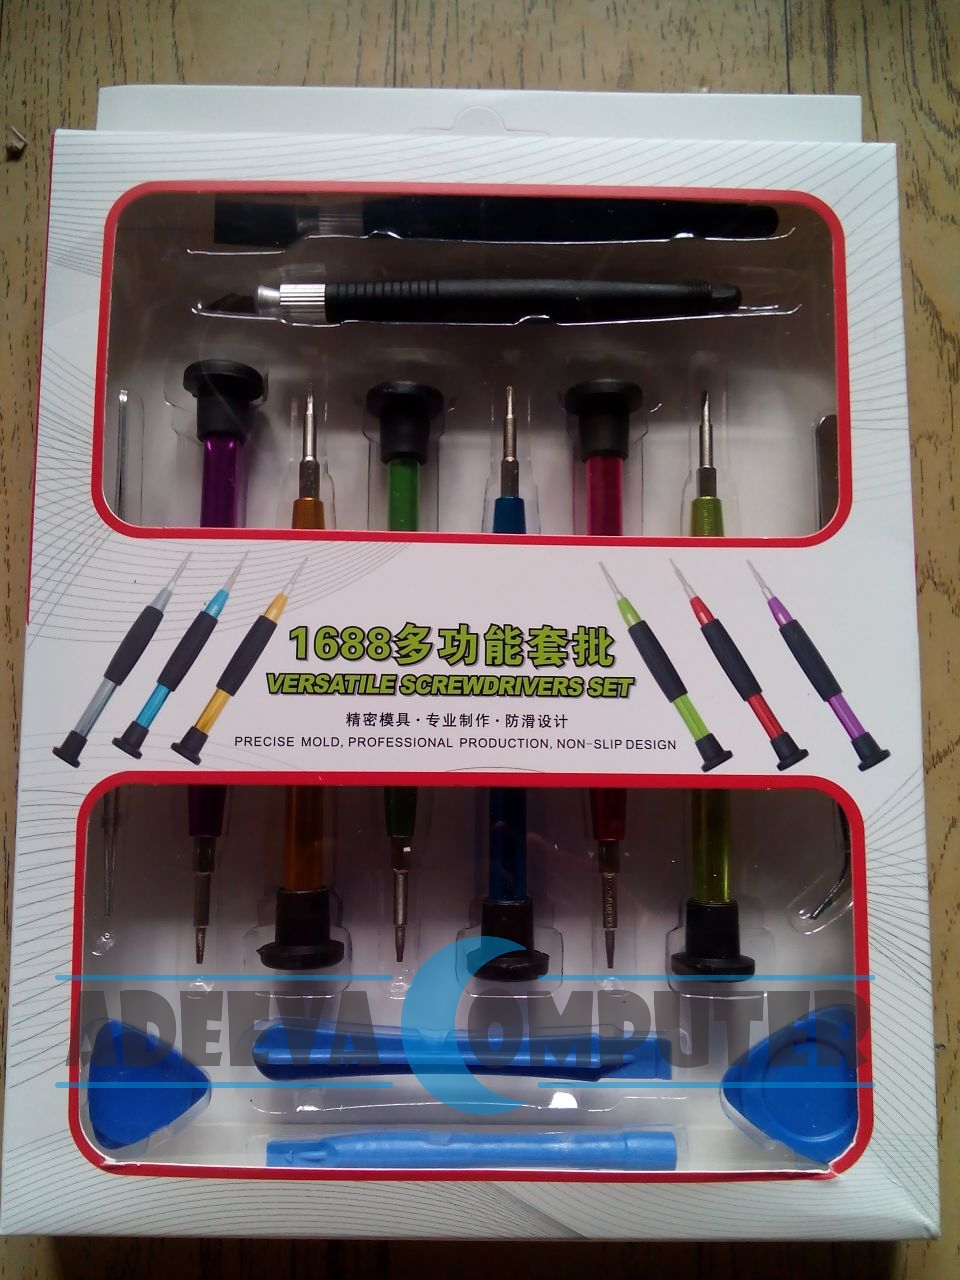 1688多功能套批
VERSATILE SCREWDRIVERS SET
精密模具·专业制作·防滑设计
PRECISE MOLD, PROFESSIONAL PRODUCTION, NON-SLIP DESIGN
ADEEVA COMPUTER